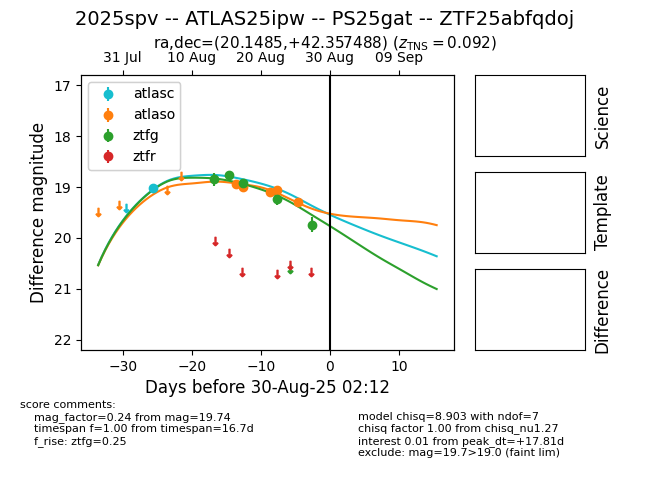 2025spv -- ATLAS25ipw -- PS25gat -- ZTF25abfqdoj
ra,dec=(20.1485,+42.357488) (z_TNS = 0.092)
31 Jul 10 Aug 20 Aug 30 Aug 09 Sep
atlasc
atlaso
ztfg
ztfr
17
18
19
20
21
22
Difference magnitude
−30 −20 −10 0 10
Days before 30-Aug-25 02:12
Science
Template
Difference
score comments:
mag_factor=0.24 from mag=19.74
timespan f=1.00 from timespan=16.7d
f_rise: ztfg=0.25
model chisq=8.903 with ndof=7
chisq factor 1.00 from chisq_nu1.27
interest 0.01 from peak_dt=+17.81d
exclude: mag=19.7>19.0 (faint lim)